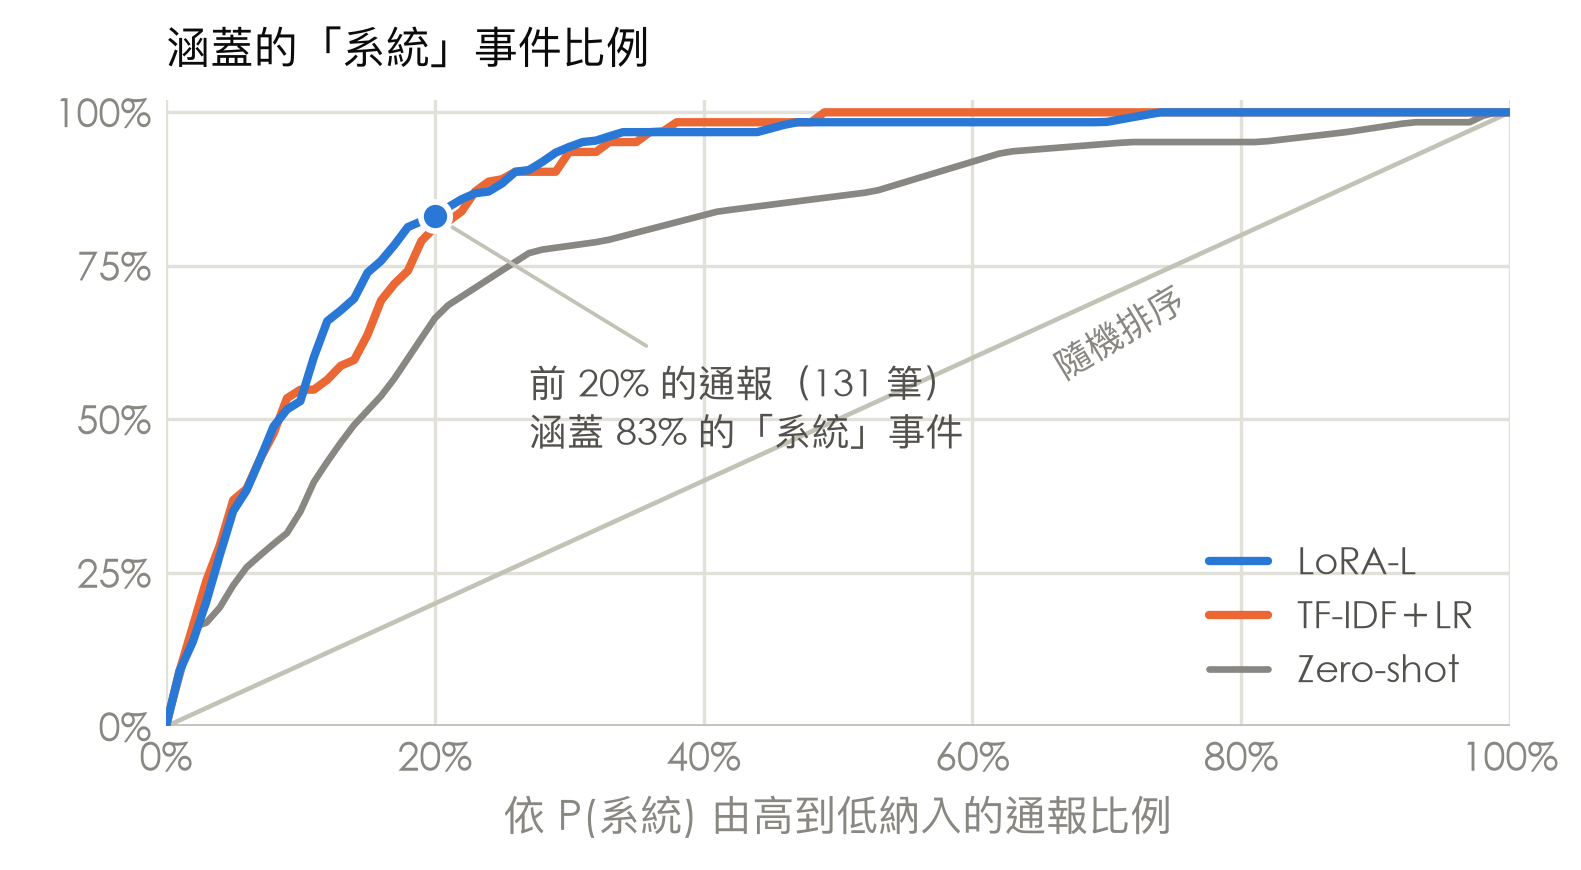 涵蓋的「系統」事件比例
100%
75%
50%
25%
0%
0%
20%
40%
60%
80%
100%
隨機排序
前 20% 的通報（131 筆）
涵蓋 83% 的「系統」事件
LoRA-L
TF-IDF＋LR
Zero-shot
依 P(系統) 由高到低納入的通報比例